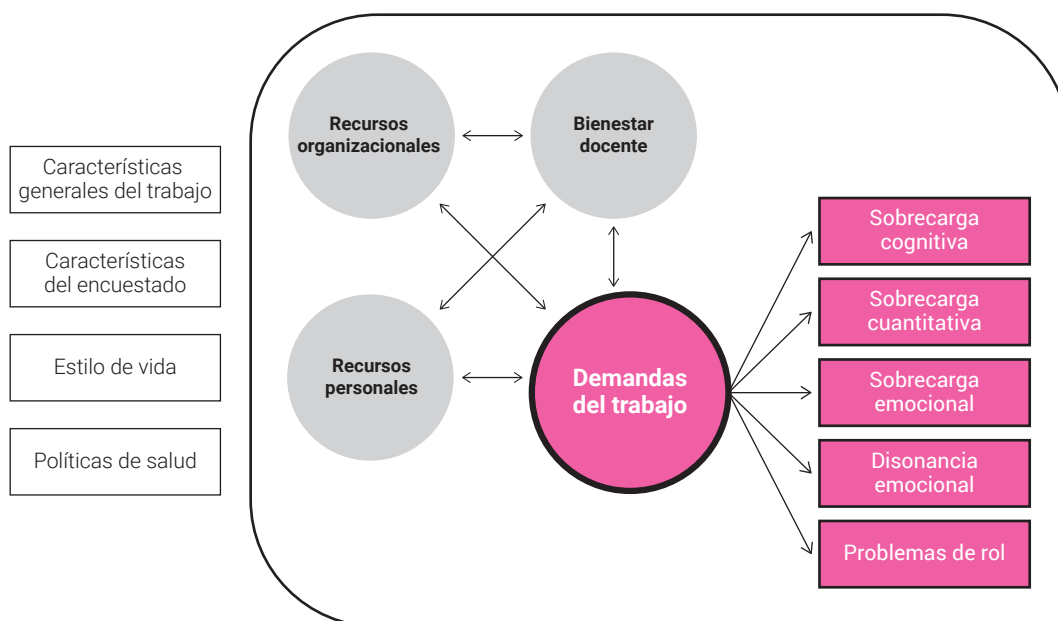 Características
generales del trabajo
Características
del encuestado
Estilo de vida
Políticas de salud
Recursos
organizacionales
Bienestar
docente
Recursos
personales
Demandas
del trabajo
Sobrecarga
cognitiva
Sobrecarga
cuantitativa
Sobrecarga
emocional
Disonancia
emocional
Problemas de rol